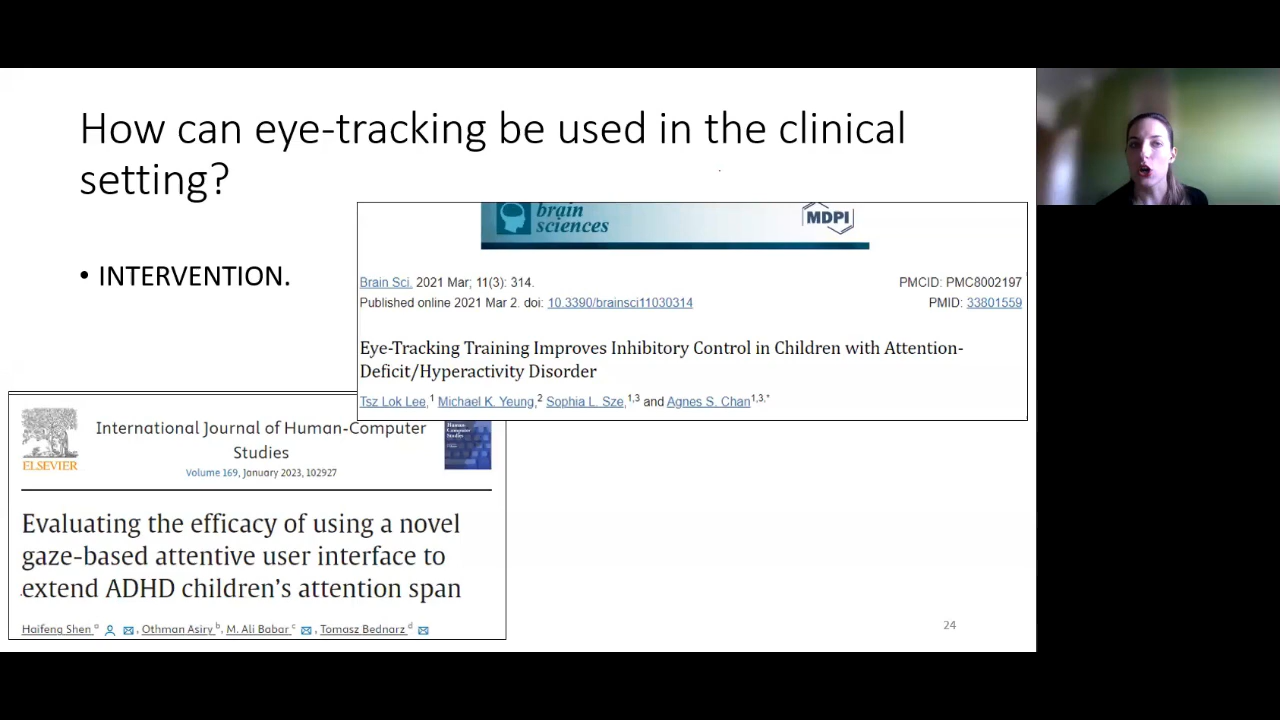 How can eye-tracking be used in the clinical
setting?
• INTERVENTION.
brain
sciences
MDPI
Brain Sci. 2021 Mar; 11(3): 314.
PMCID: PMC8002197
Published online 2021 Mar 2. doi: 10.3390/brainsci11030314
PMID: 33801559
Eye-Tracking Training Improves Inhibitory Control in Children with Attention-
Deficit/Hyperactivity Disorder
Tsz Lok Lee,1 Michael K. Yeung,2 Sophia L. Sze,1,3 and Agnes S. Chan1,3,*
ELSEVIER
International Journal of Human-Computer
Studies
Volume 169, January 2023, 102927
Human
Computer
Studies
Evaluating the efficacy of using a novel
gaze-based attentive user interface to
extend ADHD children's attention span
Haifeng Shen a, Othman Asiry b, M. Ali Babar c, Tomasz Bednarz d
24